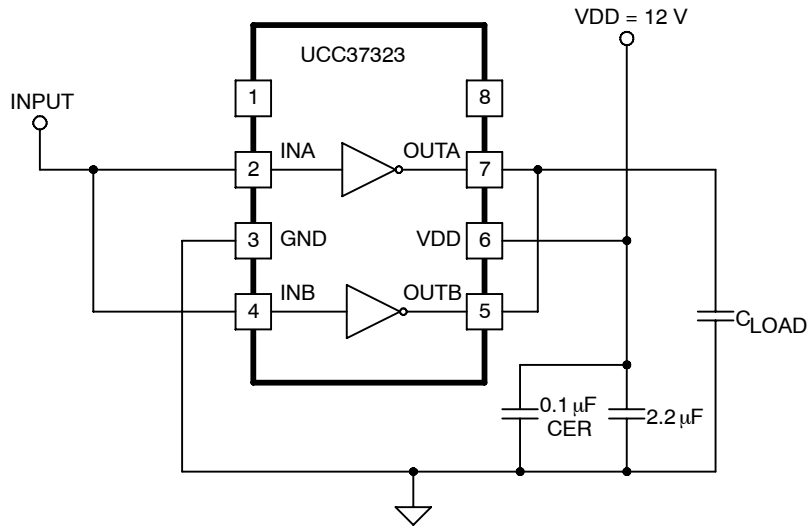 VDD = 12 V
UCC37323
INPUT
1
8
2
INA
OUTA
7
3
GND
VDD
6
4
INB
OUTB
5
CLOAD
0.1 μF
CER
2.2 μF